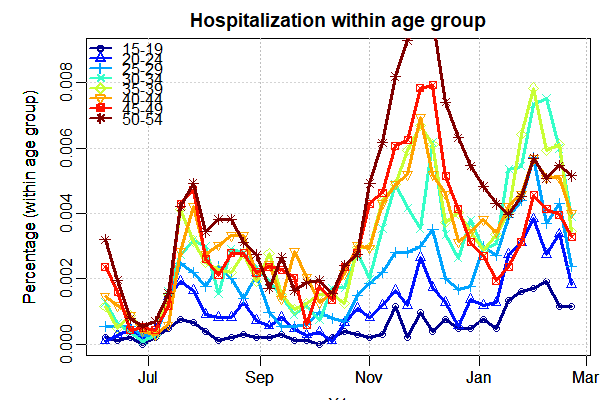 Hospitalization within age group
Percentage (within age group)
0.008
0.006
0.004
0.002
0.000
15-19
20-24
25-29
30-34
35-39
40-44
45-49
50-54
Jul
Sep
Nov
Jan
Mar